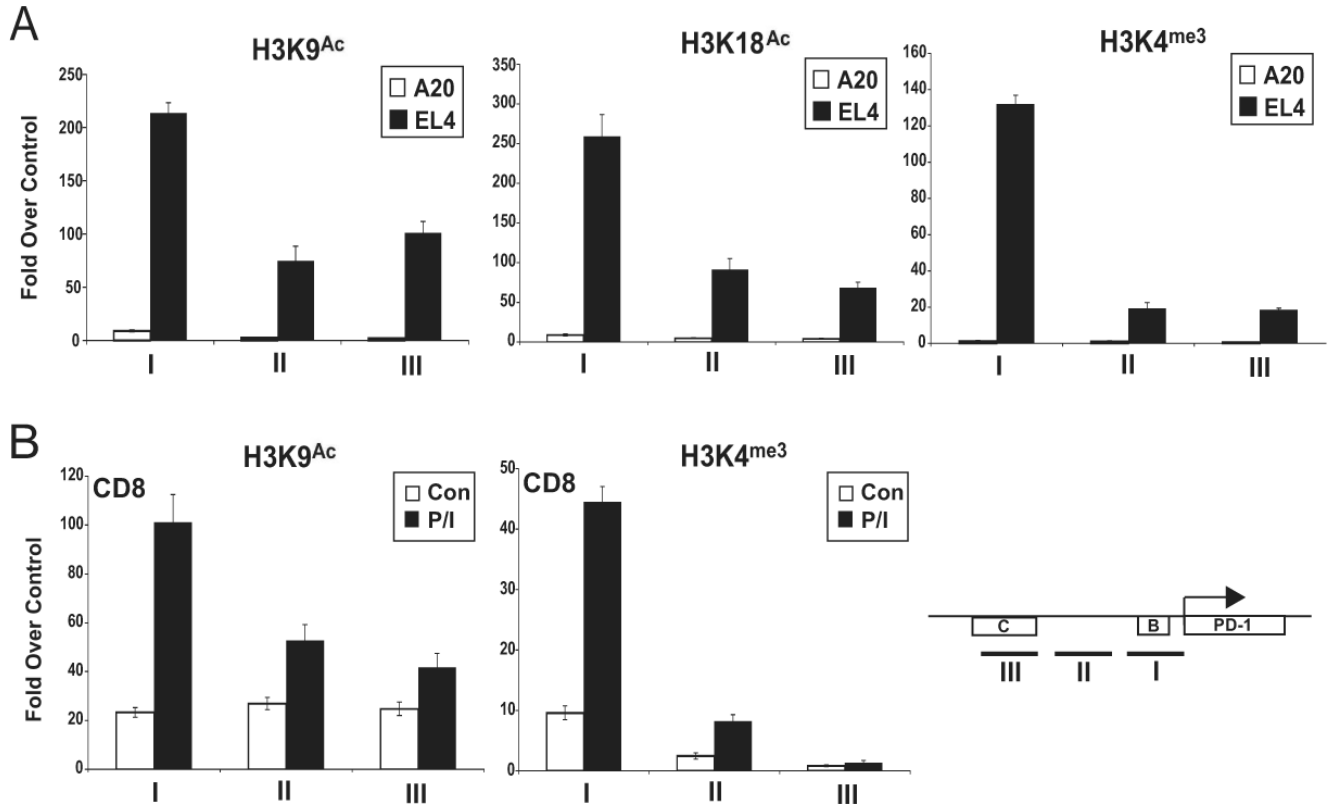 A
H3K9Ac
A20
EL4
Fold Over Control
250
200
150
100
50
0
I II III
H3K18Ac
A20
EL4
350
300
250
200
150
100
50
0
I II III
H3K4me3
A20
EL4
160
140
120
100
80
60
40
20
0
I II III
B
H3K9Ac
CD8
Con
P/I
Fold Over Control
120
100
80
60
40
20
0
I II III
H3K4me3
CD8
Con
P/I
50
40
30
20
10
0
I II III
C B PD-1
III II I